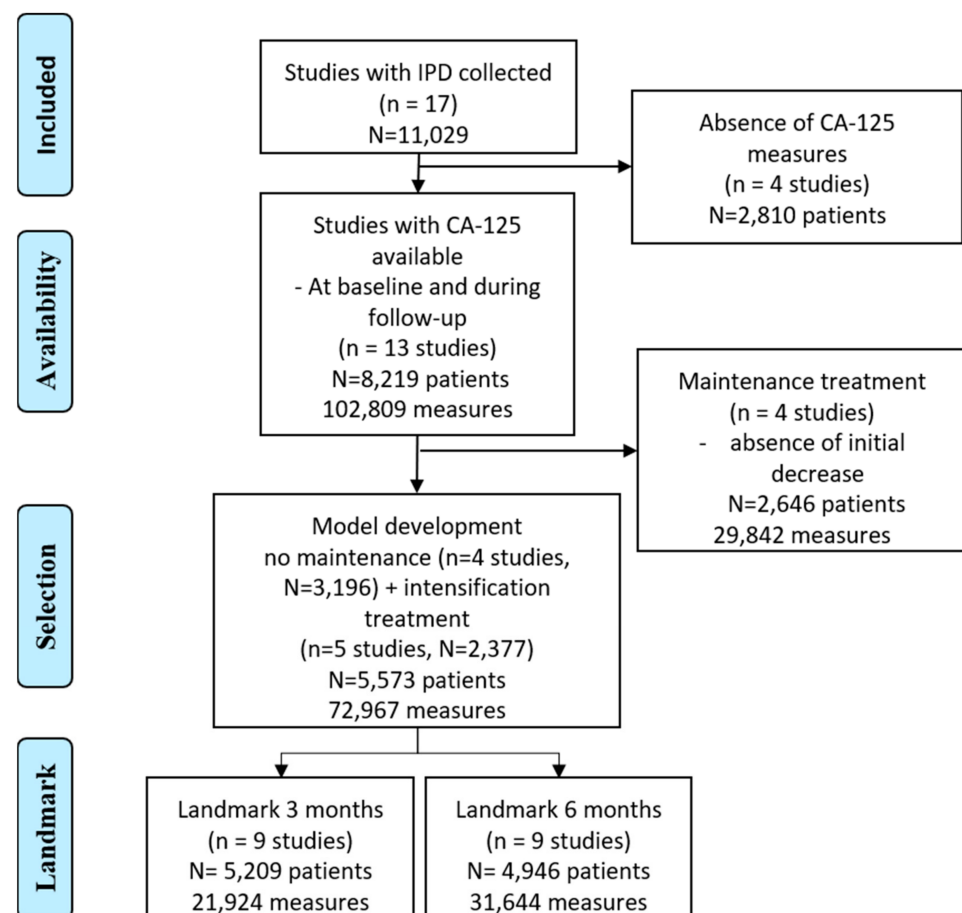 Included
Studies with IPD collected
(n = 17)
N=11,029
Absence of CA-125
measures
(n = 4 studies)
N=2,810 patients
Availability
Studies with CA-125
available
- At baseline and during
follow-up
(n = 13 studies)
N=8,219 patients
102,809 measures
Maintenance treatment
(n = 4 studies)
- absence of initial
decrease
N=2,646 patients
29,842 measures
Selection
Model development
no maintenance (n=4 studies,
N=3,196) + intensification
treatment
(n=5 studies, N=2,377)
N=5,573 patients
72,967 measures
Landmark
Landmark 3 months
(n = 9 studies)
N= 5,209 patients
21,924 measures
Landmark 6 months
(n = 9 studies)
N= 4,946 patients
31,644 measures